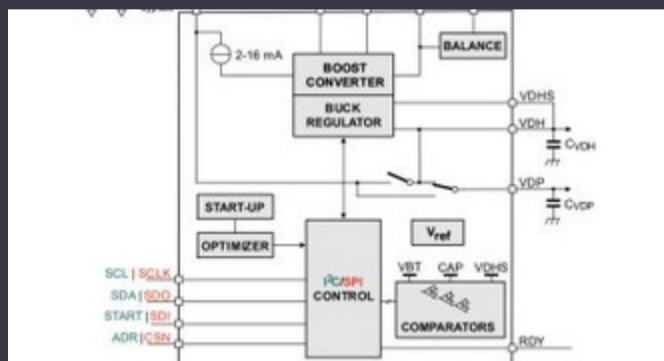 2-16 mA
BALANCE
BOOST
CONVERTER
BUCK
REGULATOR
VDHS
VDH
CVDH
VDP
CVDP
START-UP
OPTIMIZER
Vref
SCL | SCLK
SDA | SDO
START | SDI
ADR | CSN
I²C/SPI
CONTROL
VBT CAP VDHS
COMPARATORS
RDY